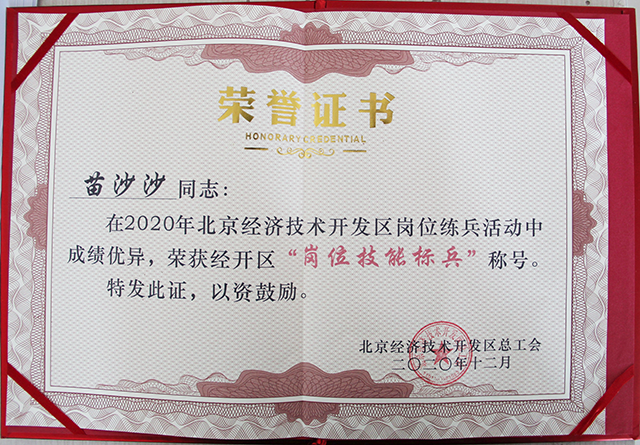 荣誉证书
HONORARY CREDENTIAL
苗沙沙同志：
在2020年北京经济技术开发区岗位练兵活动中
成绩优异，荣获经开区“岗位技能标兵”称号。
特发此证，以资鼓励。
北京经济技术开发区总工会
二〇二〇年十二月